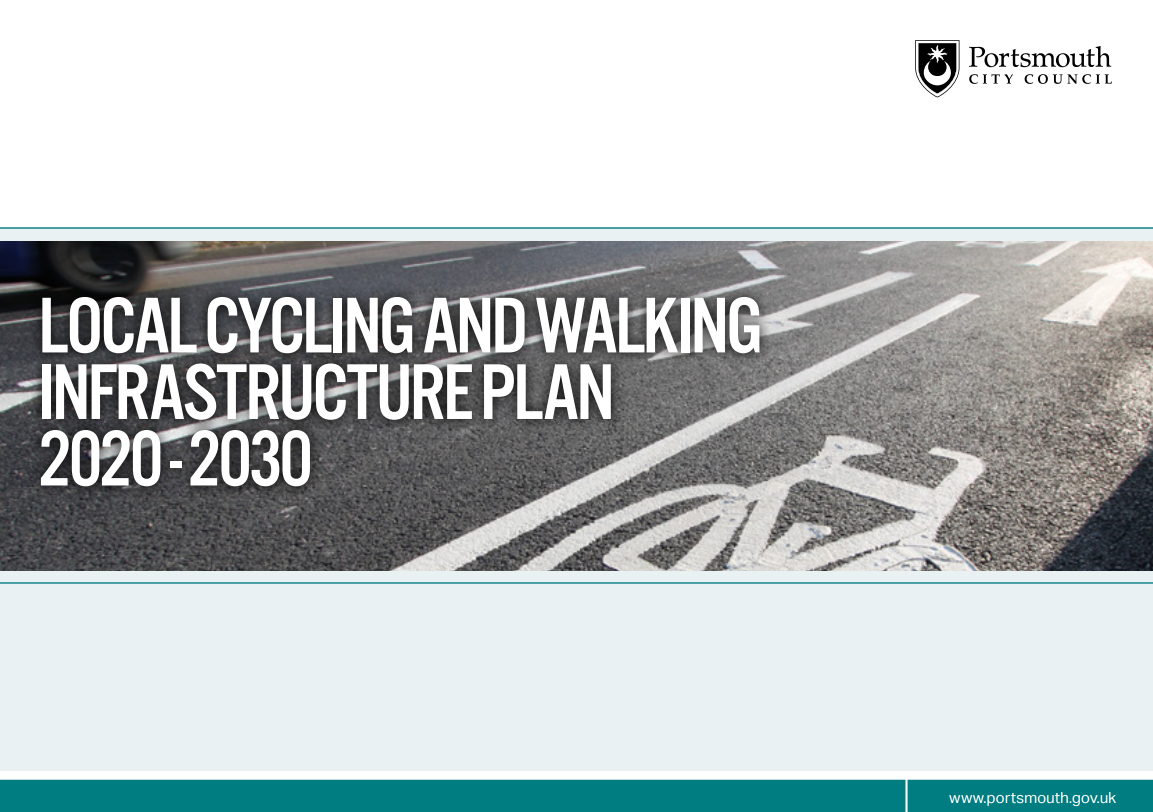 Portsmouth
CITY COUNCIL
LOCAL CYCLING AND WALKING
INFRASTRUCTURE PLAN
2020 - 2030
www.portsmouth.gov.uk